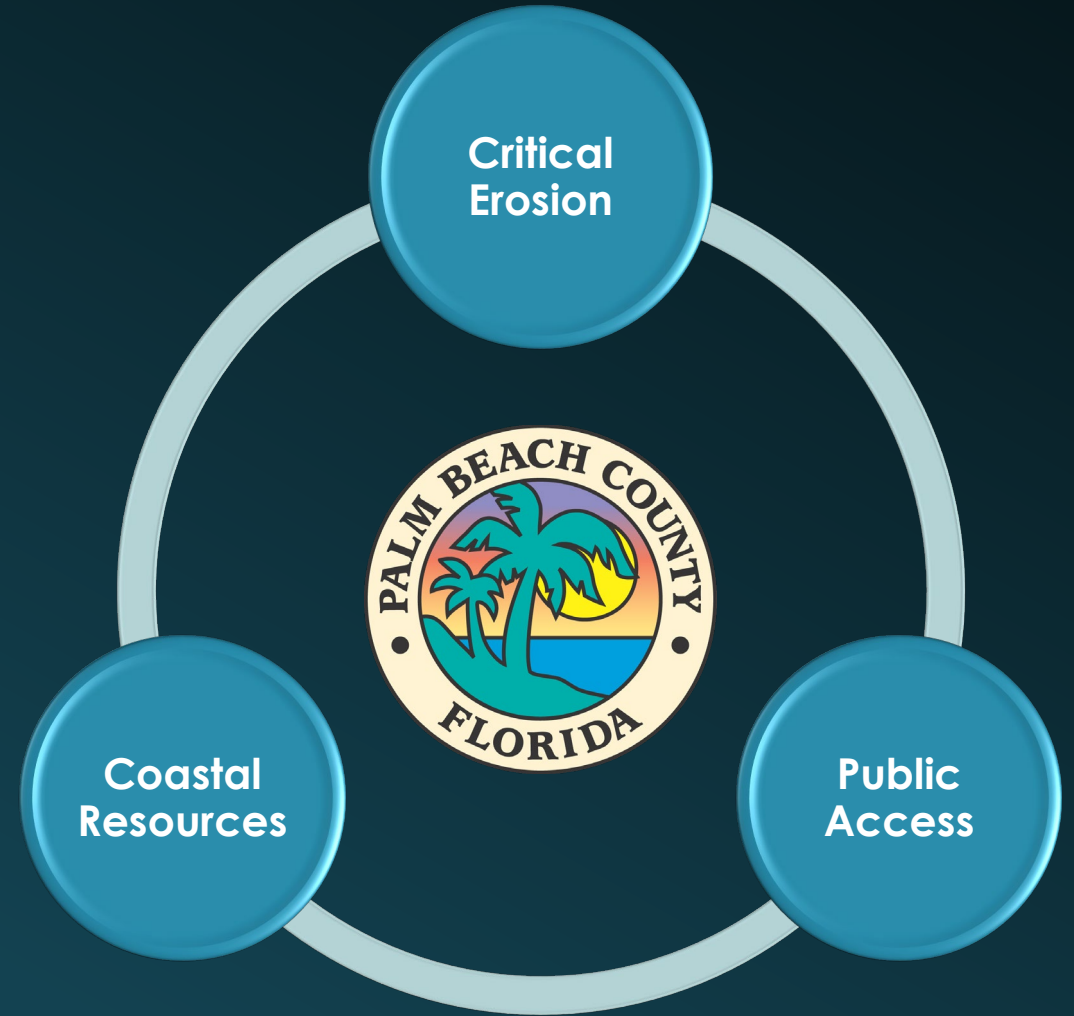 Critical
Erosion
PALM BEACH COUNTY
FLORIDA
Coastal
Resources
Public
Access